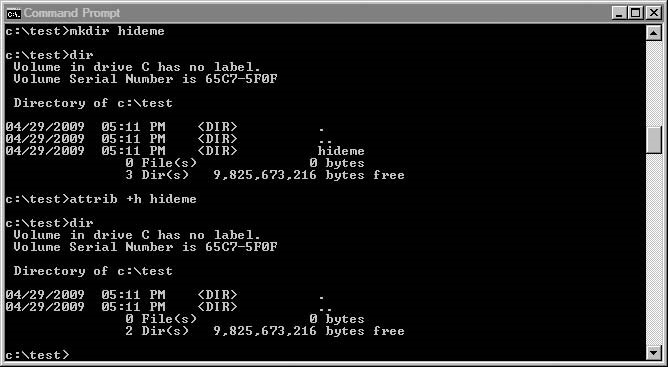 Command Prompt
c:\test>mkdir hideme
c:\test>dir
Volume in drive C has no label.
Volume Serial Number is 65C7-5F0F
Directory of c:\test
04/29/2009 05:11 PM <DIR> .
04/29/2009 05:11 PM <DIR> ..
04/29/2009 05:11 PM <DIR> hideme
0 File(s) 0 bytes
3 Dir(s) 9,825,673,216 bytes free
c:\test>attrib +h hideme
c:\test>dir
Volume in drive C has no label.
Volume Serial Number is 65C7-5F0F
Directory of c:\test
04/29/2009 05:11 PM <DIR> .
04/29/2009 05:11 PM <DIR> ..
0 File(s) 0 bytes
2 Dir(s) 9,825,673,216 bytes free
c:\test>